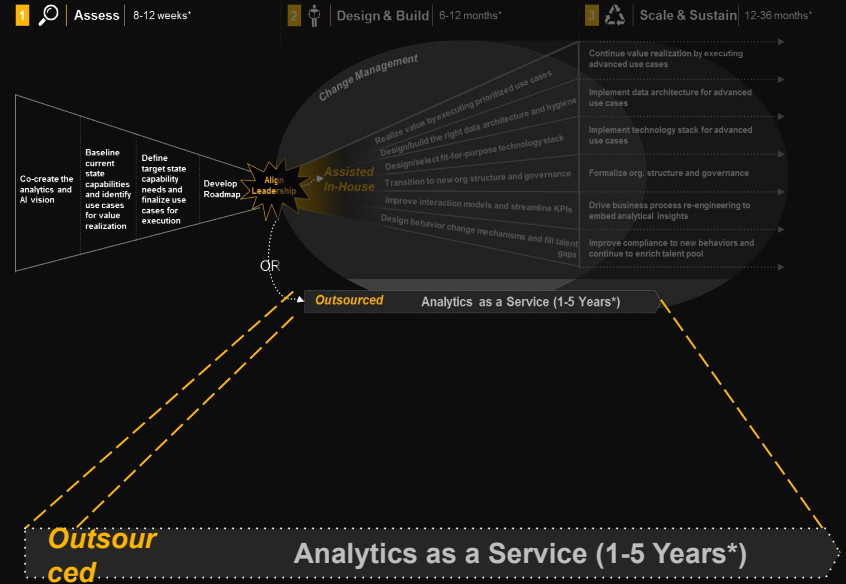 1 Assess 8-12 weeks*
2 Design & Build 6-12 months*
3 Scale & Sustain 12-36 months*
Co-create the
analytics and
AI vision
Baseline
current
state
capabilities
and identify
use cases
for value
realization
Define
target state
capability
needs and
finalize use
cases for
execution
Develop
Roadmap
Align
Leadership
Change Management
Assisted
In-House
Realize value by executing prioritized use cases
Design/build the right data architecture and hygiene
Design/select fit-for-purpose technology stack
Transition to new org structure and governance
Improve interaction models and streamline KPIs
Design behavior change mechanisms and fill talent
gaps
Continue value realization by executing
advanced use cases
Implement data architecture for advanced
use cases
Implement technology stack for advanced
use cases
Formalize org. structure and governance
Drive business process re-engineering to
embed analytical insights
Improve compliance to new behaviors and
continue to enrich talent pool
OR
Outsourced Analytics as a Service (1-5 Years*)
Outsour
ced
Analytics as a Service (1-5 Years*)